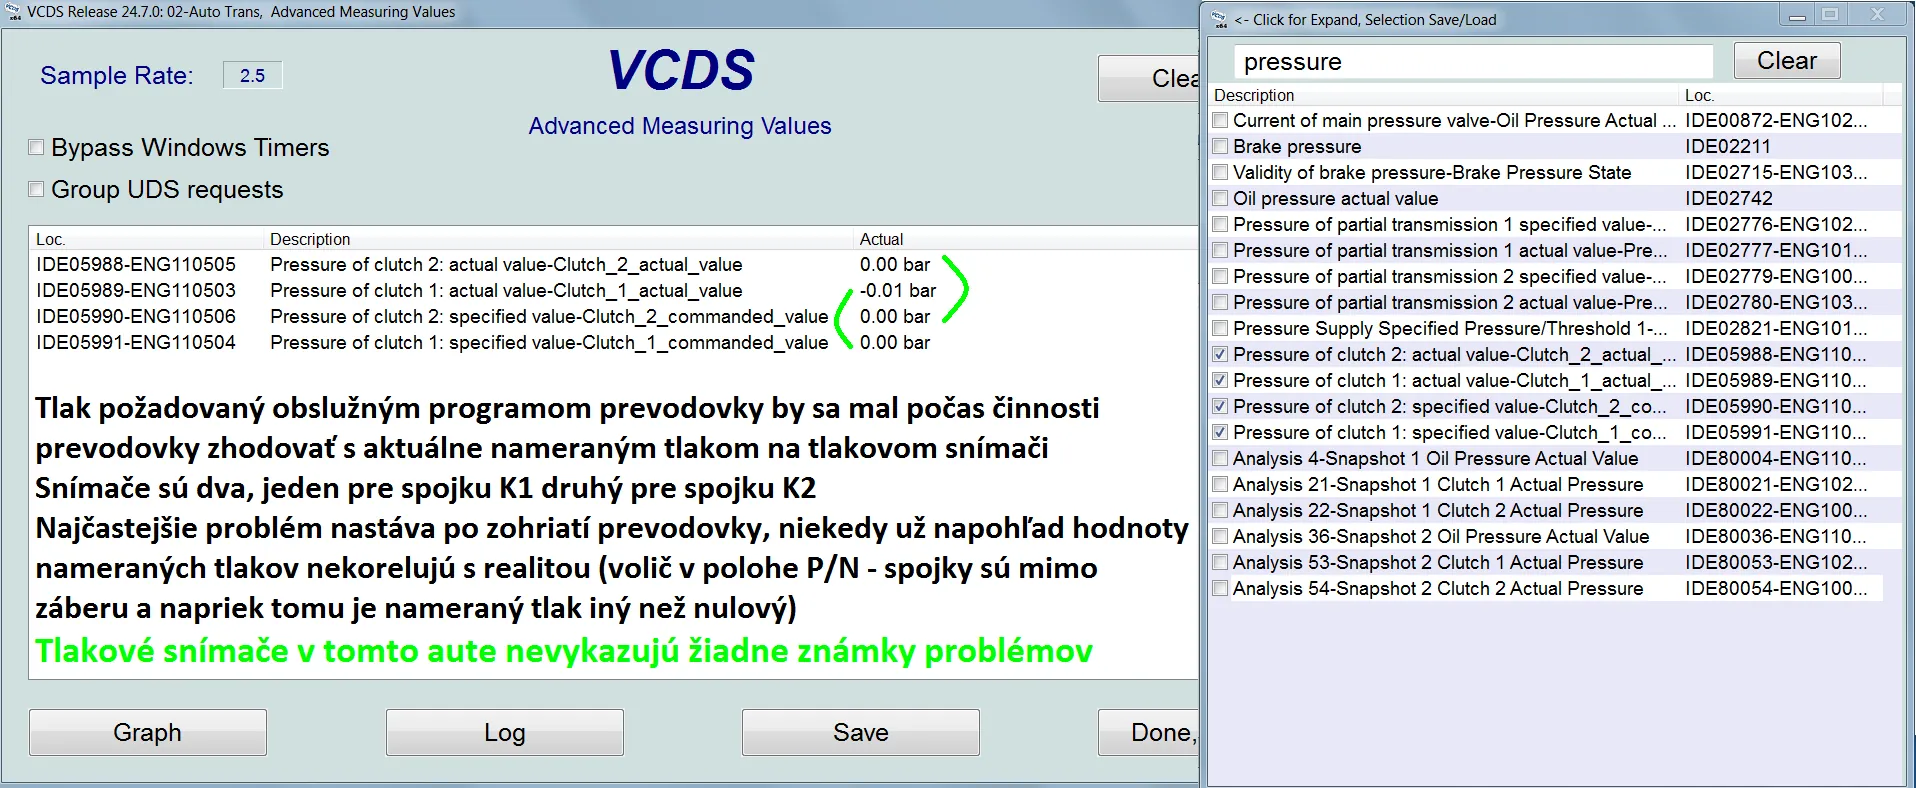 VCDS Release 24.7.0: 02-Auto Trans,  Advanced Measuring Values
Sample Rate: 2.5
VCDS
Advanced Measuring Values
Clea
Bypass Windows Timers
Group UDS requests
Loc. Description Actual
IDE05988-ENG110505 Pressure of clutch 2: actual value-Clutch_2_actual_value 0.00 bar
IDE05989-ENG110503 Pressure of clutch 1: actual value-Clutch_1_actual_value -0.01 bar
IDE05990-ENG110506 Pressure of clutch 2: specified value-Clutch_2_commanded_value 0.00 bar
IDE05991-ENG110504 Pressure of clutch 1: specified value-Clutch_1_commanded_value 0.00 bar
Tlak požadovaný obslužným programom prevodovky by sa mal počas činnosti
prevodovky zhodovať s aktuálne nameraným tlakom na tlakovom snímači
Snímače sú dva, jeden pre spojku K1 druhý pre spojku K2
Najčastejšie problém nastáva po zohriatí prevodovky, niekedy už napohľad hodnoty
nameraných tlakov nekorelujú s realitou (volič v polohe P/N - spojky sú mimo
záberu a napriek tomu je nameraný tlak iný než nulový)
Tlakové snímače v tomto aute nevykazujú žiadne známky problémov
Graph Log Save Done,
<- Click for Expand, Selection Save/Load
pressure Clear
Description Loc.
Current of main pressure valve-Oil Pressure Actual ... IDE00872-ENG102...
Brake pressure IDE02211
Validity of brake pressure-Brake Pressure State IDE02715-ENG103...
Oil pressure actual value IDE02742
Pressure of partial transmission 1 specified value-... IDE02776-ENG102...
Pressure of partial transmission 1 actual value-Pre... IDE02777-ENG101...
Pressure of partial transmission 2 specified value-... IDE02779-ENG100...
Pressure of partial transmission 2 actual value-Pre... IDE02780-ENG103...
Pressure Supply Specified Pressure/Threshold 1-... IDE02821-ENG101...
Pressure of clutch 2: actual value-Clutch_2_actual_... IDE05988-ENG110...
Pressure of clutch 1: actual value-Clutch_1_actual_... IDE05989-ENG110...
Pressure of clutch 2: specified value-Clutch_2_co... IDE05990-ENG110...
Pressure of clutch 1: specified value-Clutch_1_co... IDE05991-ENG110...
Analysis 4-Snapshot 1 Oil Pressure Actual Value IDE80004-ENG110...
Analysis 21-Snapshot 1 Clutch 1 Actual Pressure IDE80021-ENG102...
Analysis 22-Snapshot 1 Clutch 2 Actual Pressure IDE80022-ENG100...
Analysis 36-Snapshot 2 Oil Pressure Actual Value IDE80036-ENG110...
Analysis 53-Snapshot 2 Clutch 1 Actual Pressure IDE80053-ENG102...
Analysis 54-Snapshot 2 Clutch 2 Actual Pressure IDE80054-ENG100...